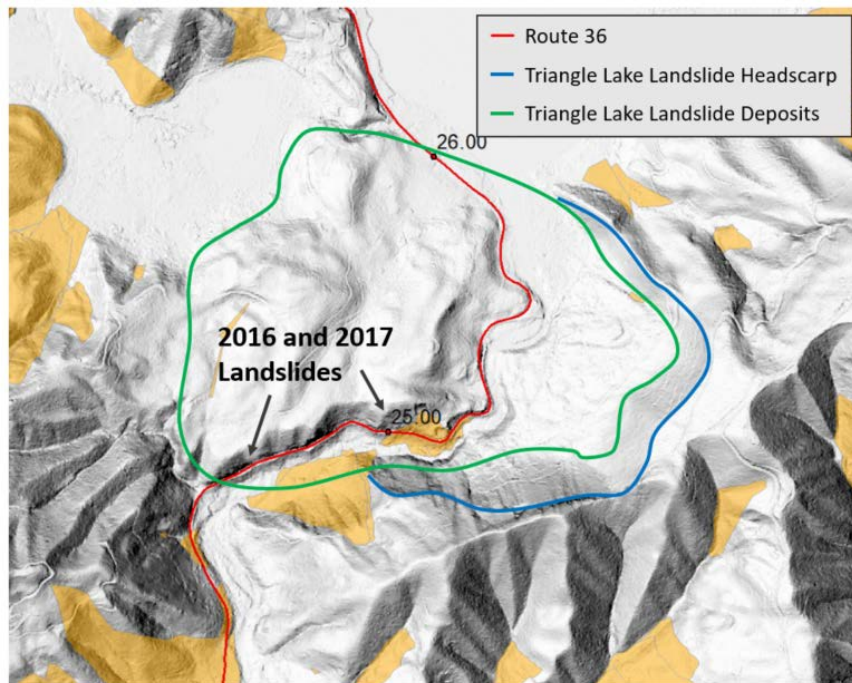 Route 36
Triangle Lake Landslide Headscarp
Triangle Lake Landslide Deposits
26.00
2016 and 2017
Landslides
25.00